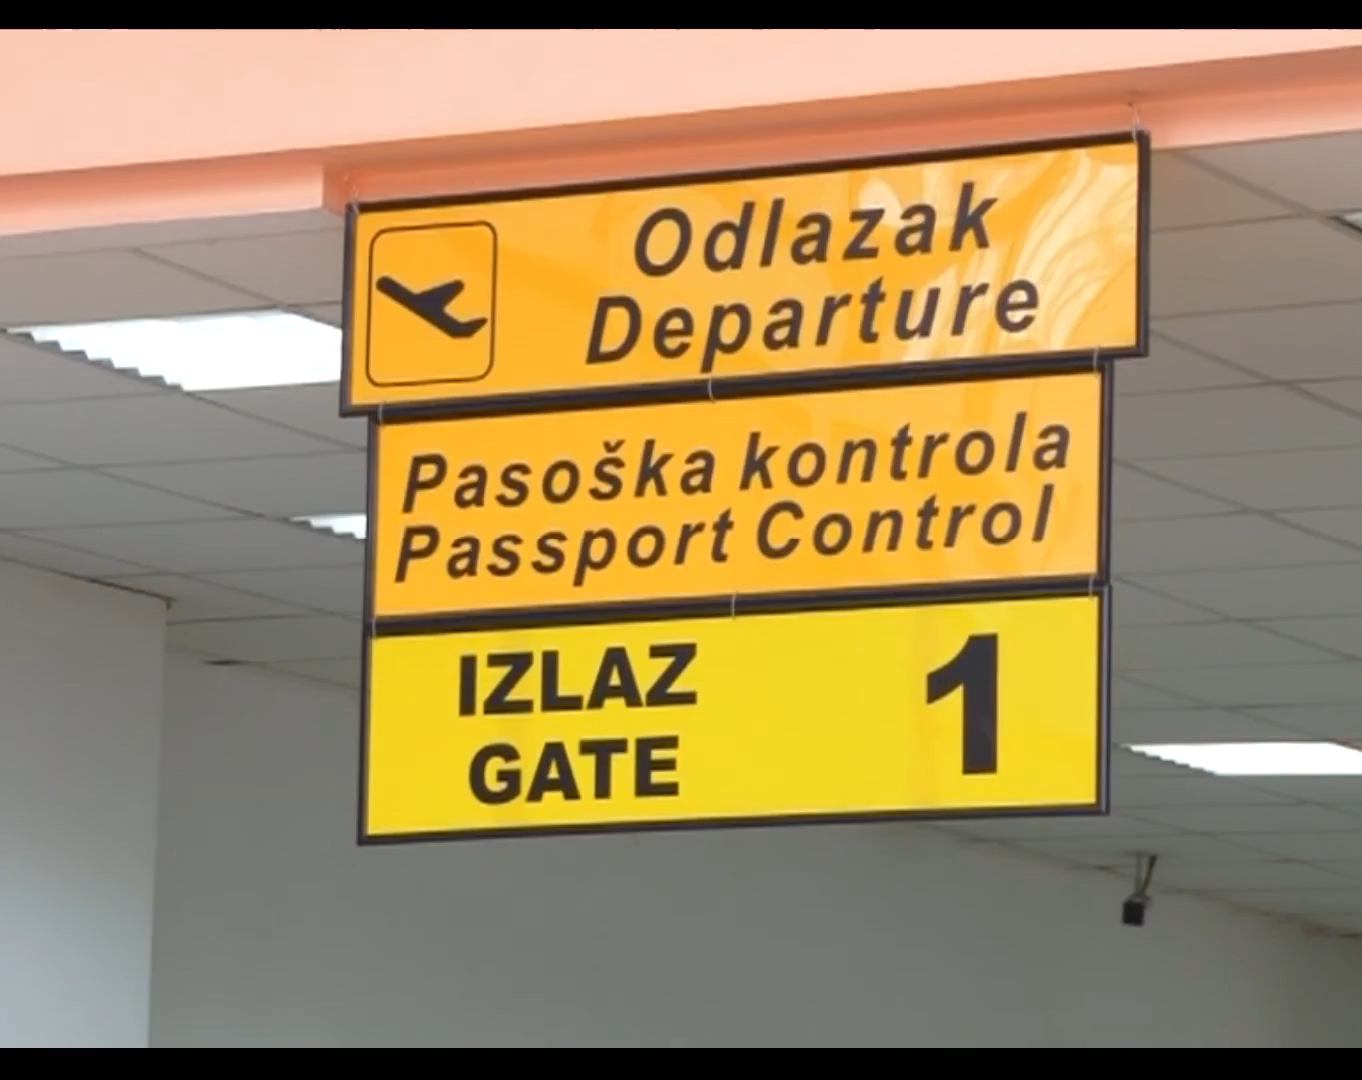 Odlazak
Departure
Pasoška kontrola
Passport Control
IZLAZ
GATE
1